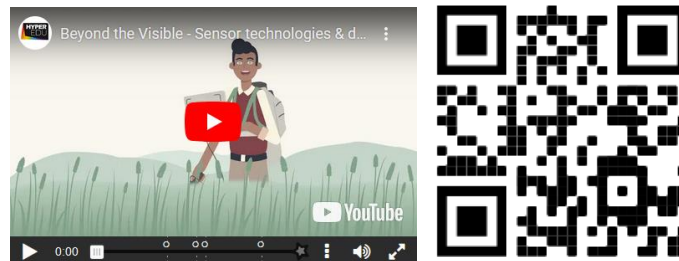 HYPER
EDU
Beyond the Visible - Sensor technologies & d...
YouTube
0:00